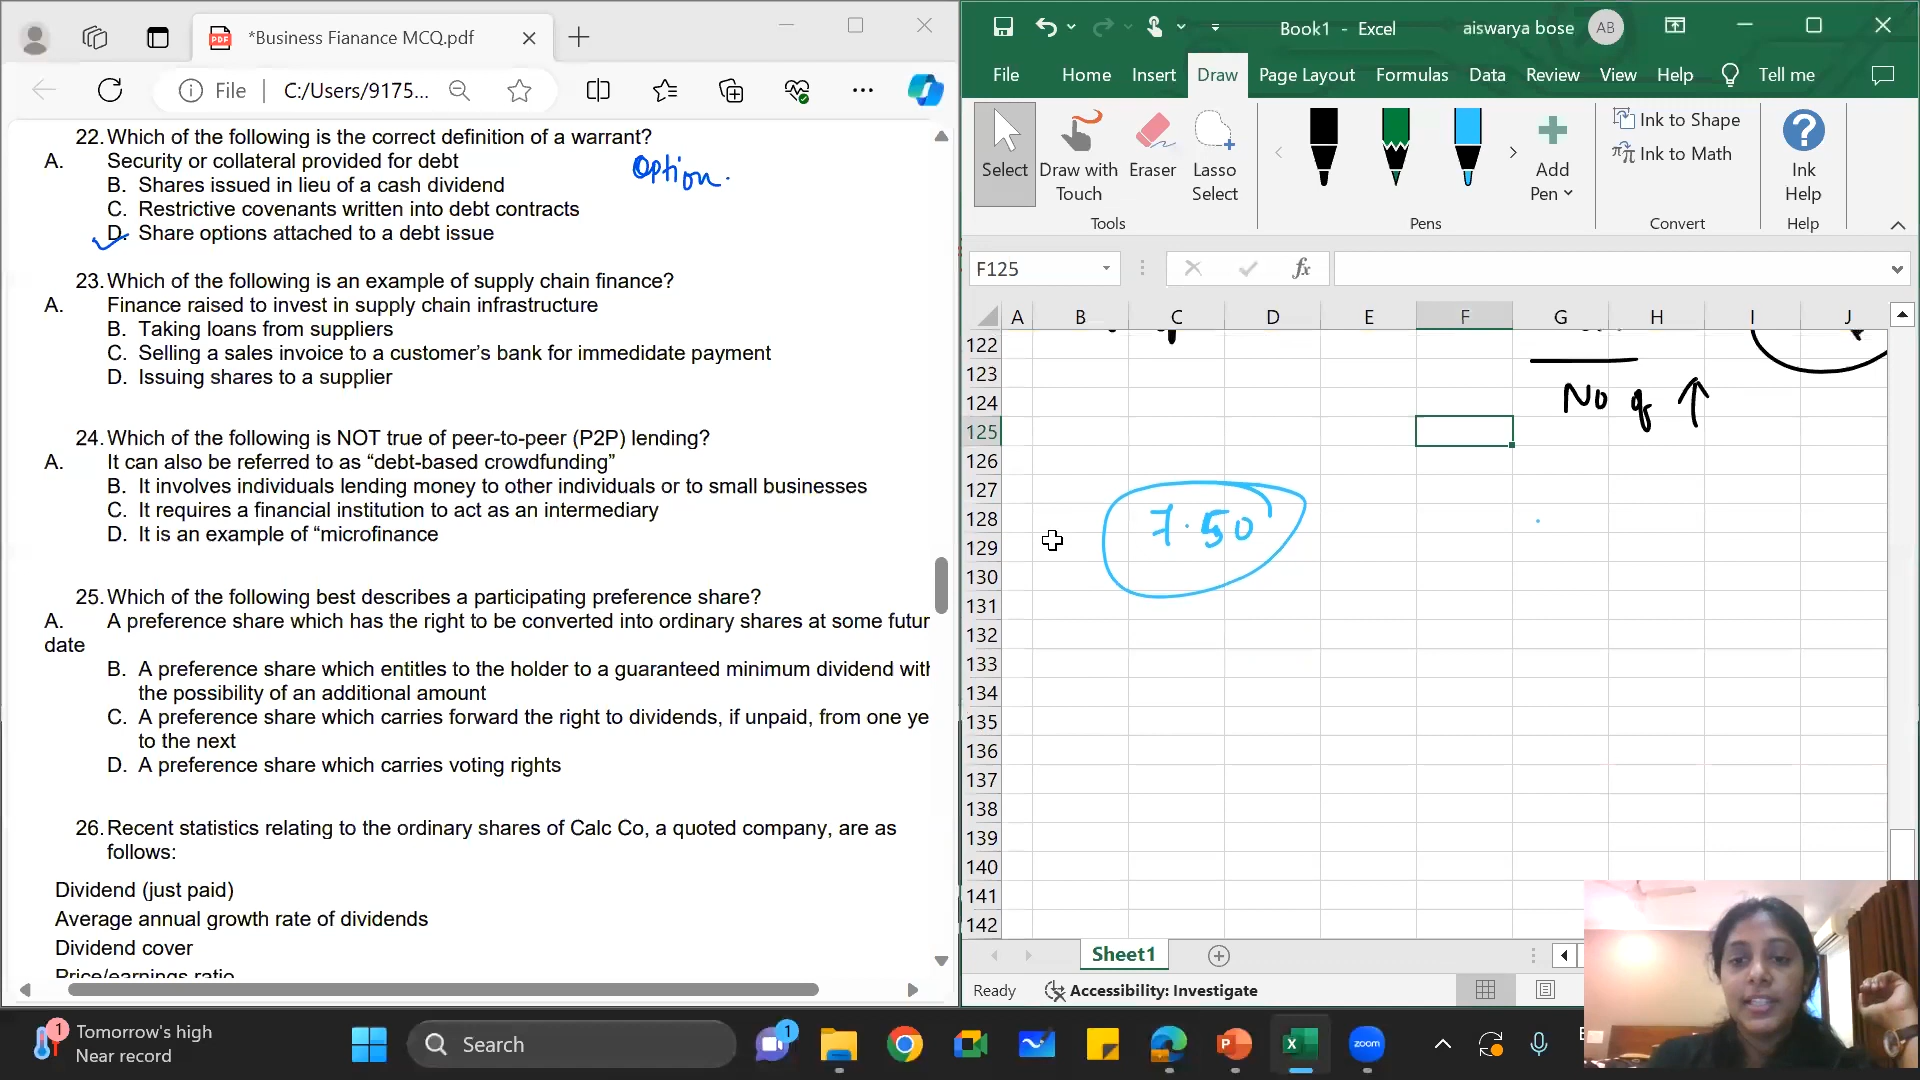 *Business Fianance MCQ.pdf
File
C:/Users/9175...
22. Which of the following is the correct definition of a warrant?
A. Security or collateral provided for debt
B. Shares issued in lieu of a cash dividend
C. Restrictive covenants written into debt contracts
D. Share options attached to a debt issue
Option.
23. Which of the following is an example of supply chain finance?
A. Finance raised to invest in supply chain infrastructure
B. Taking loans from suppliers
C. Selling a sales invoice to a customer’s bank for immedidate payment
D. Issuing shares to a supplier
24. Which of the following is NOT true of peer-to-peer (P2P) lending?
A. It can also be referred to as “debt-based crowdfunding”
B. It involves individuals lending money to other individuals or to small businesses
C. It requires a financial institution to act as an intermediary
D. It is an example of “microfinance
25. Which of the following best describes a participating preference share?
A. A preference share which has the right to be converted into ordinary shares at some futur
date
B. A preference share which entitles to the holder to a guaranteed minimum dividend with
the possibility of an additional amount
C. A preference share which carries forward the right to dividends, if unpaid, from one ye
to the next
D. A preference share which carries voting rights
26. Recent statistics relating to the ordinary shares of Calc Co, a quoted company, are as
follows:
Dividend (just paid)
Average annual growth rate of dividends
Dividend cover
Price/earnings ratio
Book1 - Excel
aiswarya bose
AB
File Home Insert Draw Page Layout Formulas Data Review View Help Tell me
Select
Draw with Touch
Eraser
Lasso Select
Add Pen
Ink to Shape
Ink to Math
Ink Help
Tools Pens Convert Help
F125
fx
A B C D E F G H I J
122
123
124
125
126
127
128
129
130
131
132
133
134
135
136
137
138
139
140
141
142
No of ↑
7.50
Sheet1
Ready
Accessibility: Investigate
1
Tomorrow's high
Near record
Search
1
zoom